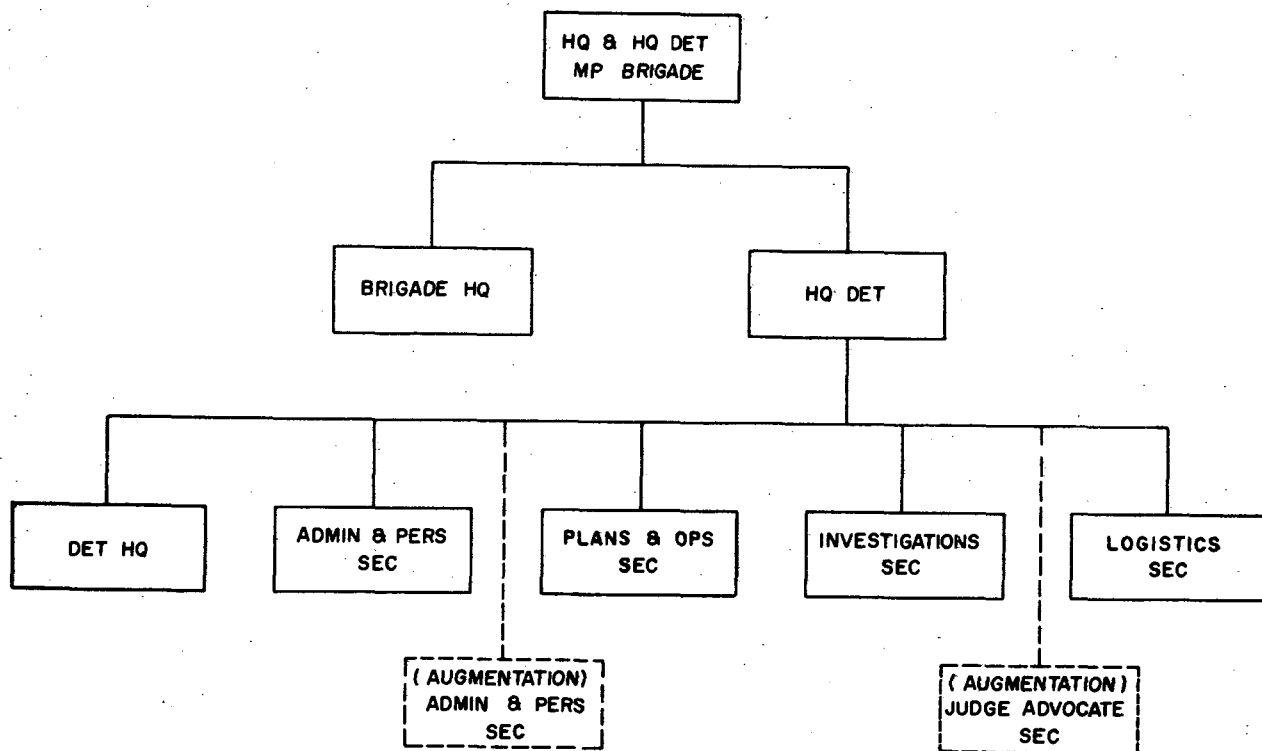 HQ & HQ DET
MP BRIGADE
BRIGADE HQ
HQ DET
DET HQ
ADMIN & PERS
SEC
PLANS & OPS
SEC
INVESTIGATIONS
SEC
LOGISTICS
SEC
(AUGMENTATION)
ADMIN & PERS
SEC
(AUGMENTATION)
JUDGE ADVOCATE
SEC